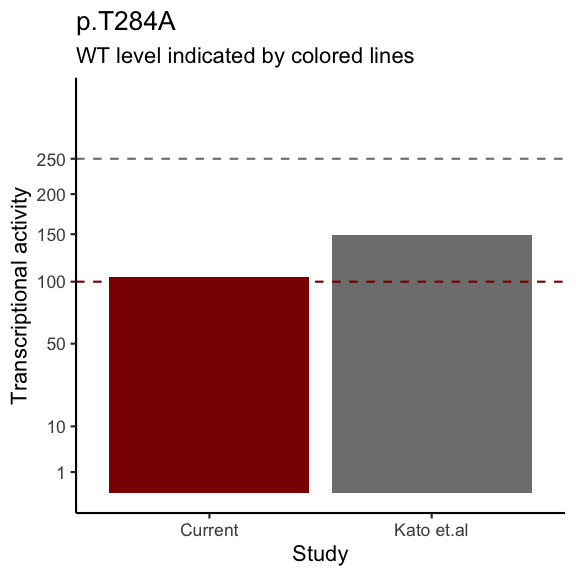 p.T284A
WT level indicated by colored lines
Transcriptional activity
250
200
150
100
50
10
1
Current
Kato et.al
Study